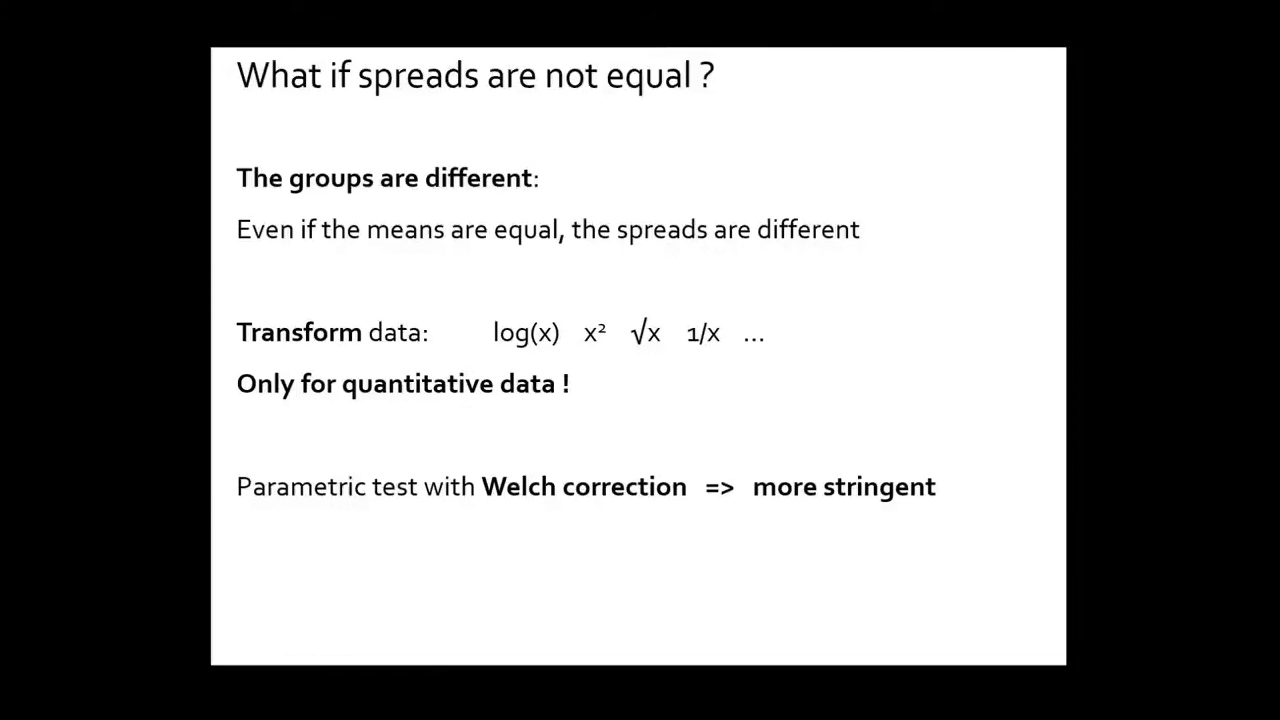 What if spreads are not equal ?
The groups are different:
Even if the means are equal, the spreads are different
Transform data: log(x) x² √x 1/x ...
Only for quantitative data !
Parametric test with Welch correction => more stringent